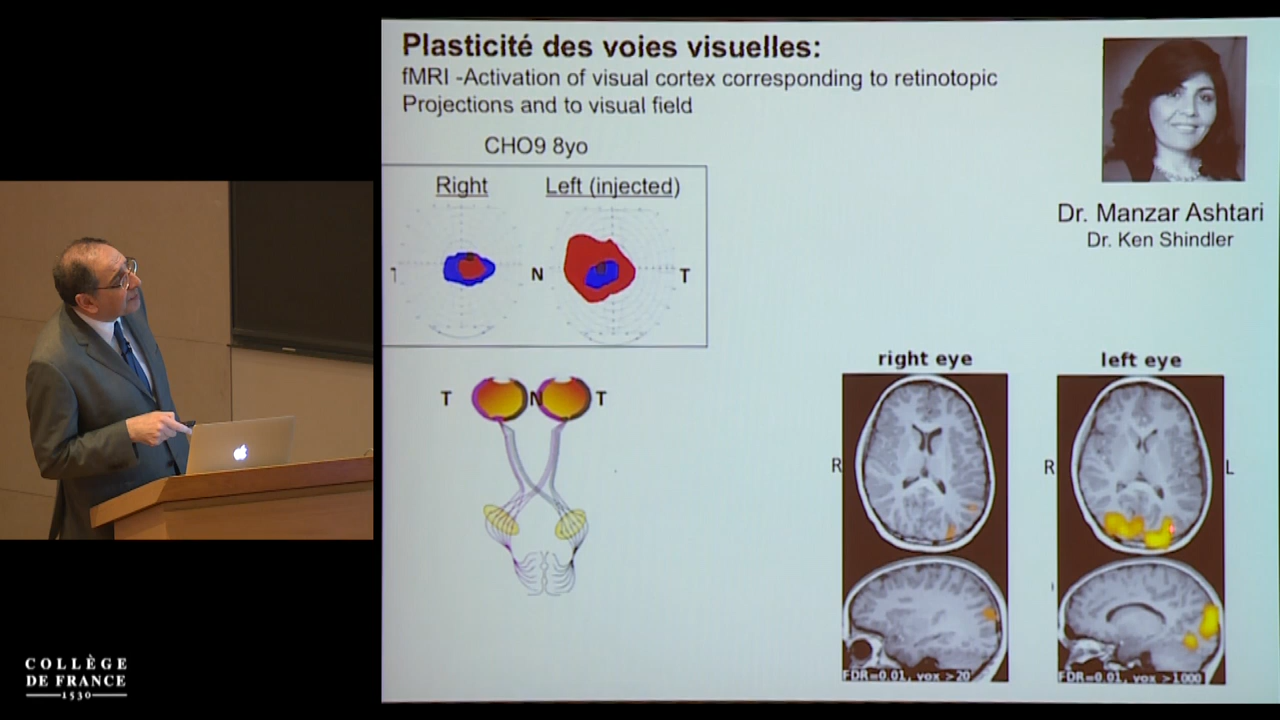 Plasticité des voies visuelles:
fMRI -Activation of visual cortex corresponding to retinotopic
Projections and to visual field
CHO9 8yo
Right
Left (injected)
N
T
Dr. Manzar Ashtari
Dr. Ken Shindler
T
N
T
right eye
left eye
R
R
L
FDR=0.01, vox >20
FDR=0.01, vox >1000
COLLÈGE
DE FRANCE
1530